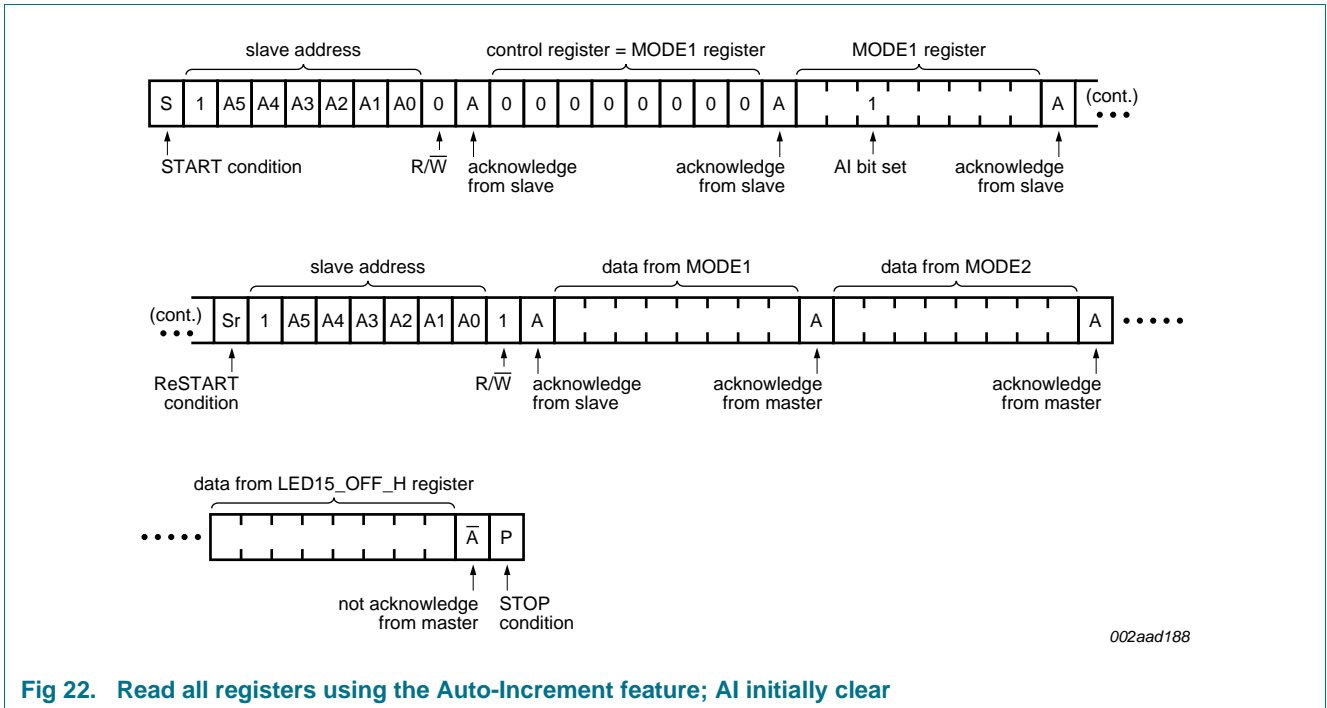 slave address control register = MODE1 register MODE1 register
S 1 A5 A4 A3 A2 A1 A0 0 A 0 0 0 0 0 0 0 0 A 1 A (cont.)
START condition R/W̅ acknowledge from slave acknowledge from slave AI bit set acknowledge from slave
slave address data from MODE1 data from MODE2
(cont.) Sr 1 A5 A4 A3 A2 A1 A0 1 A A A
ReSTART condition R/W̅ acknowledge from slave acknowledge from master acknowledge from master
data from LED15_OFF_H register
A̅ P
not acknowledge from master STOP condition
002aad188
Fig 22. Read all registers using the Auto-Increment feature; AI initially clear